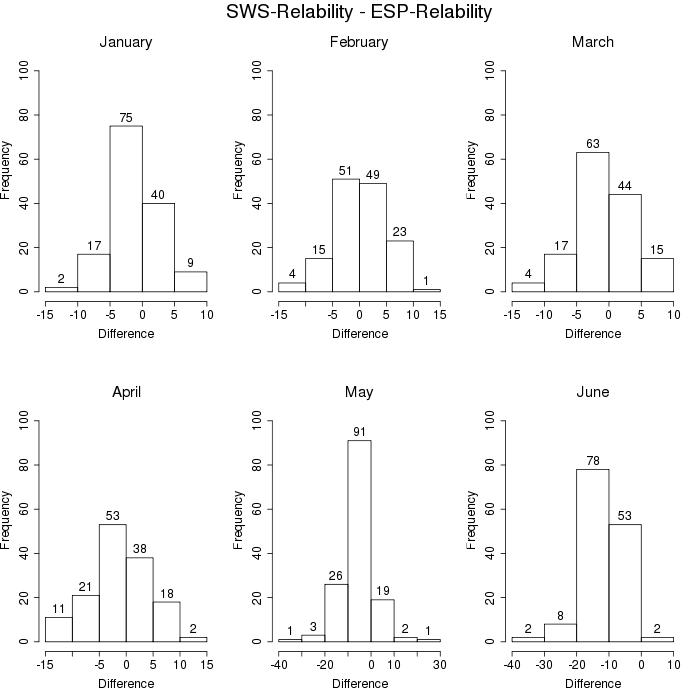 SWS-Relability - ESP-Relability
January
Frequency
0 20 40 60 80 100
2 17 75 40 9
-15 -10 -5 0 5 10
Difference
February
Frequency
0 20 40 60 80 100
4 15 51 49 23 1
-15 -5 0 5 10 15
Difference
March
Frequency
0 20 40 60 80 100
4 17 63 44 15
-15 -10 -5 0 5 10
Difference
April
Frequency
0 20 40 60 80 100
11 21 53 38 18 2
-15 -5 0 5 10 15
Difference
May
Frequency
0 20 40 60 80 100
1 3 26 91 19 2 1
-40 -20 0 10 30
Difference
June
Frequency
0 20 40 60 80 100
2 8 78 53 2
-40 -30 -20 -10 0 10
Difference